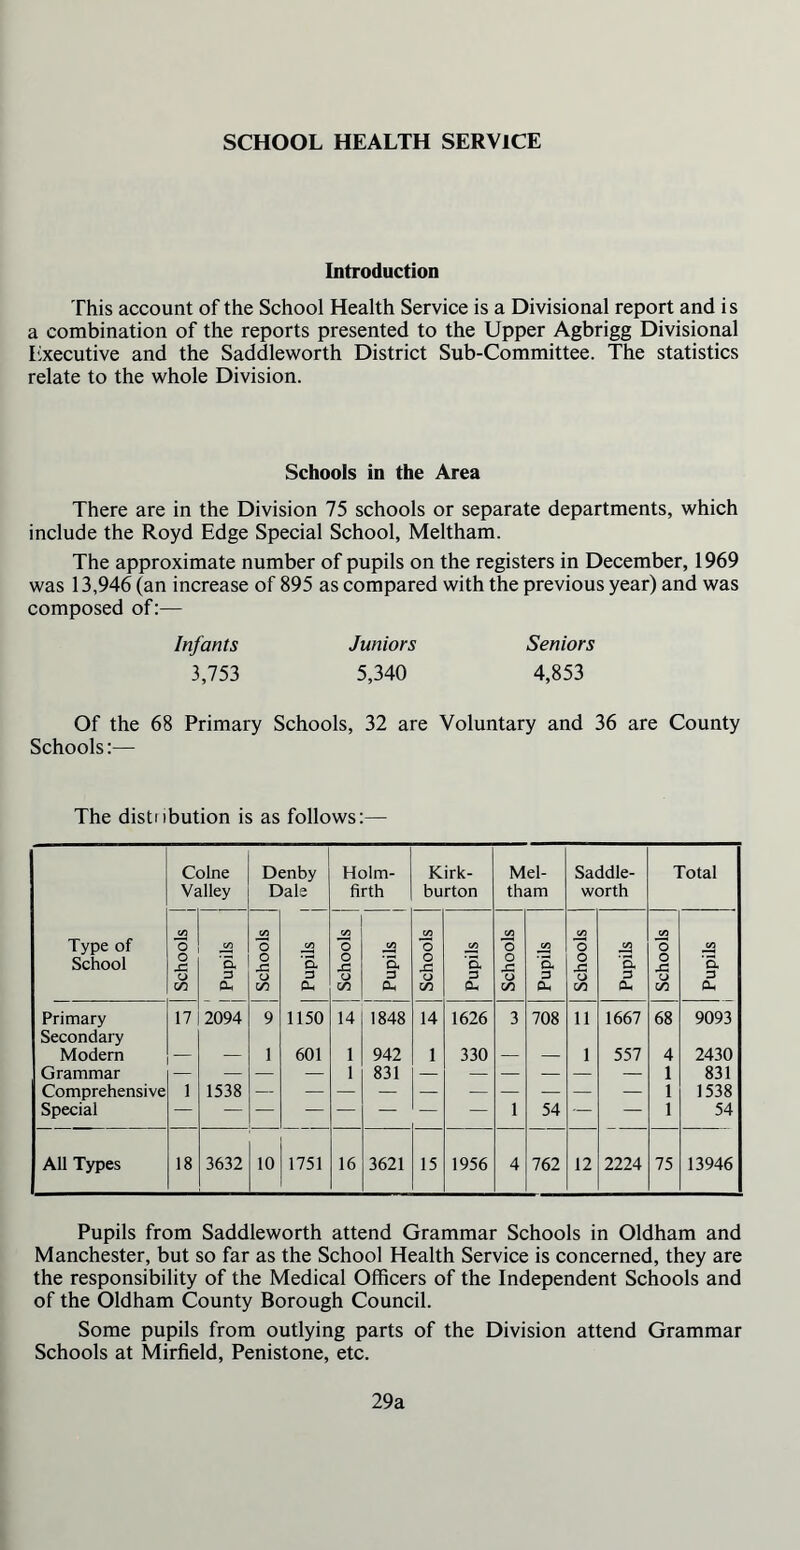 SCHOOL HEALTH SERVICE
Introduction
This account of the School Health Service is a Divisional report and is
a combination of the reports presented to the Upper Agbrigg Divisional
Executive and the Saddleworth District Sub-Committee. The statistics
relate to the whole Division.
Schools in the Area
There are in the Division 75 schools or separate departments, which
include the Royd Edge Special School, Meltham.
The approximate number of pupils on the registers in December, 1969
was 13,946 (an increase of 895 as compared with the previous year) and was
composed of:—
Infants Juniors Seniors
3,753 5,340 4,853
Of the 68 Primary Schools, 32 are Voluntary and 36 are County
Schools:—
The distribution is as follows:—
Type of School | Colne Valley | Denby Dale | Holm-firth | Kirk-burton | Mel-tham | Saddle-worth | Total
Schools | Pupils | Schools | Pupils | Schools | Pupils | Schools | Pupils | Schools | Pupils | Schools | Pupils | Schools | Pupils
Primary | 17 | 2094 | 9 | 1150 | 14 | 1848 | 14 | 1626 | 3 | 708 | 11 | 1667 | 68 | 9093
Secondary
Modern | — | — | 1 | 601 | 1 | 942 | 1 | 330 | — | — | 1 | 557 | 4 | 2430
Grammar | — | — | — | — | 1 | 831 | — | — | — | — | — | — | 1 | 831
Comprehensive | 1 | 1538 | — | — | — | — | — | — | — | — | — | — | 1 | 1538
Special | — | — | — | — | — | — | — | — | 1 | 54 | — | — | 1 | 54
All Types | 18 | 3632 | 10 | 1751 | 16 | 3621 | 15 | 1956 | 4 | 762 | 12 | 2224 | 75 | 13946
Pupils from Saddleworth attend Grammar Schools in Oldham and
Manchester, but so far as the School Health Service is concerned, they are
the responsibility of the Medical Officers of the Independent Schools and
of the Oldham County Borough Council.
Some pupils from outlying parts of the Division attend Grammar
Schools at Mirfield, Penistone, etc.
29a